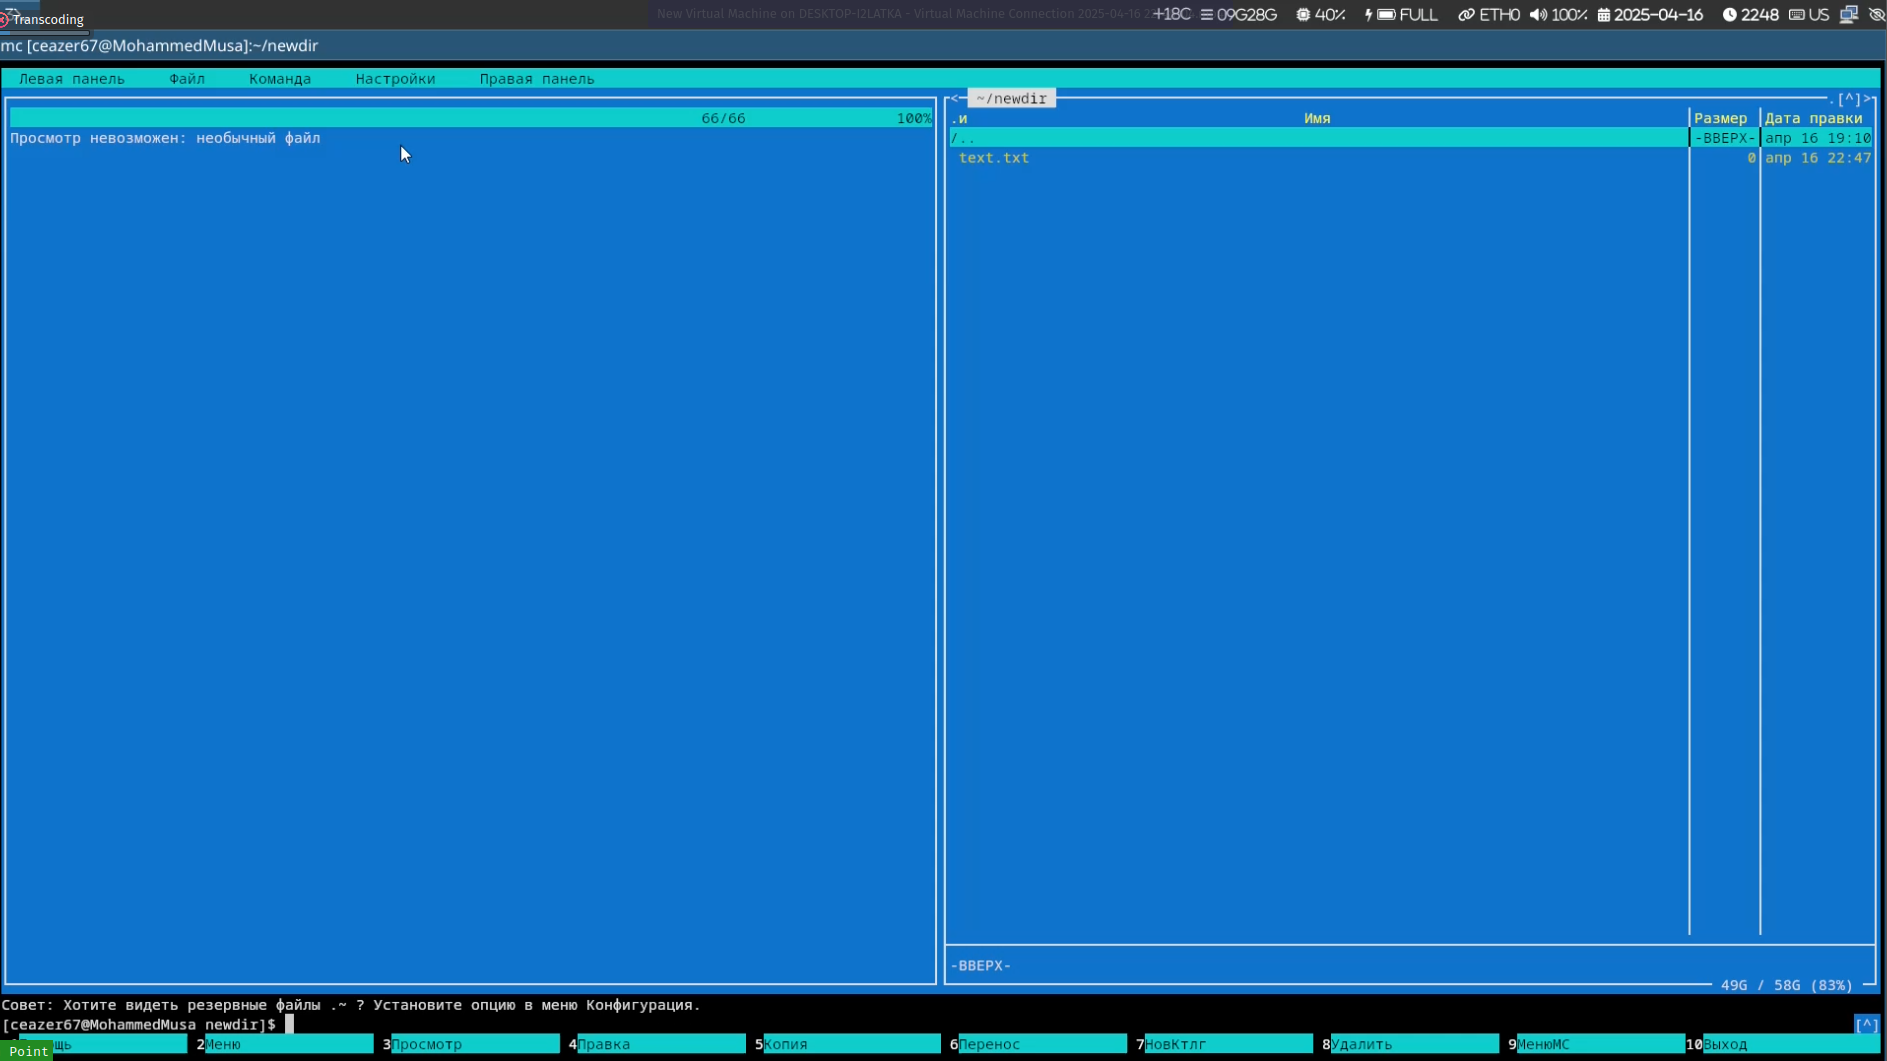 Transcoding
New Virtual Machine on DESKTOP-I2LATKA - Virtual Machine Connection 2025-04-16
+18C 09G28G 40% FULL ETH0 100% 2025-04-16 2248 US
mc [ceazer67@MohammedMusa]:~/newdir
Левая панель Файл Команда Настройки Правая панель
<— ~/newdir .[^]>
66/66 100%
.и Имя Размер Дата правки
Просмотр невозможен: необычный файл
/.. -ВВЕРХ- апр 16 19:10
text.txt 0 апр 16 22:47
-ВВЕРХ-
49G / 58G (83%)
Совет: Хотите видеть резервные файлы .~ ? Установите опцию в меню Конфигурация.
[ceazer67@MohammedMusa newdir]$
[^]
2Меню 3Просмотр 4Правка 5Копия 6Перенос 7НовКтлг 8Удалить 9МенюМС 10Выход
Point